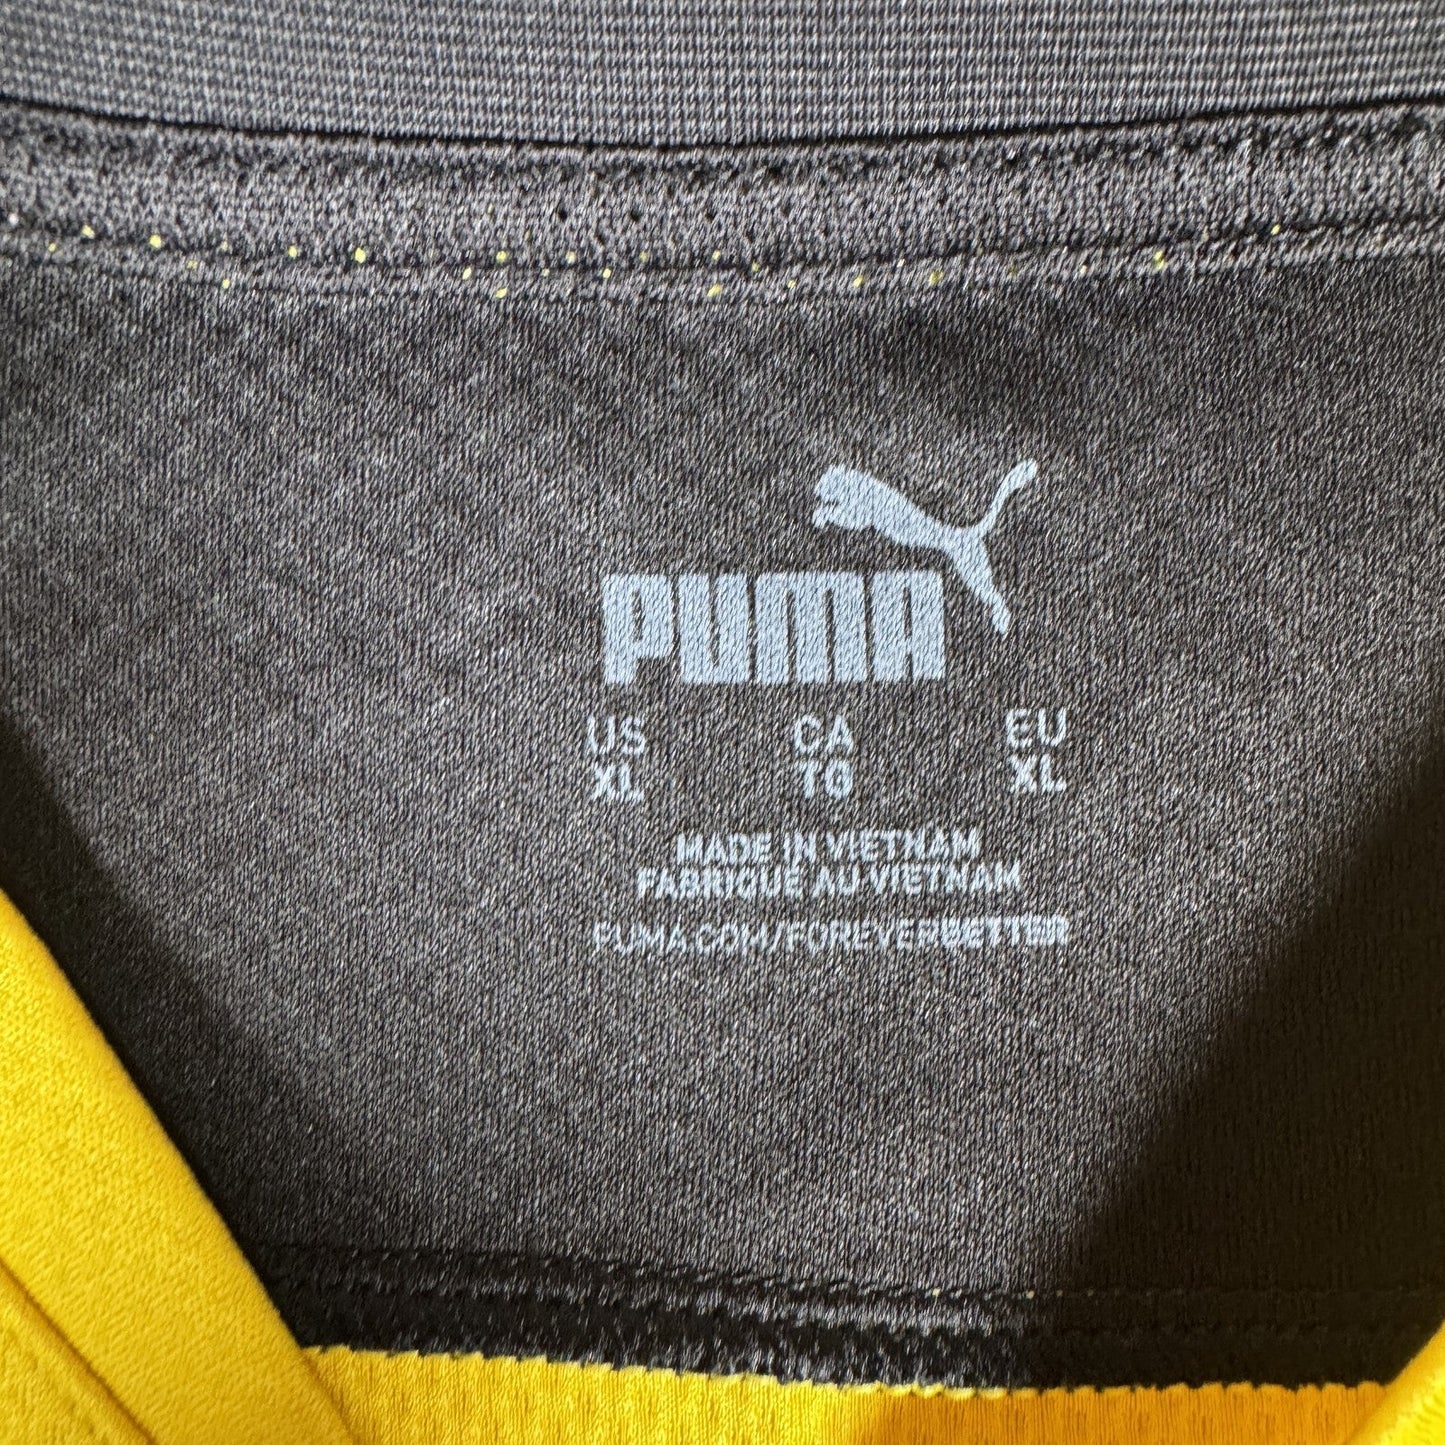 PUMA
US CA EU
XL TG XL
MADE IN VIETNAM
FABRIQUE AU VIETNAM
PUMA.COM/FOREVERBETTER